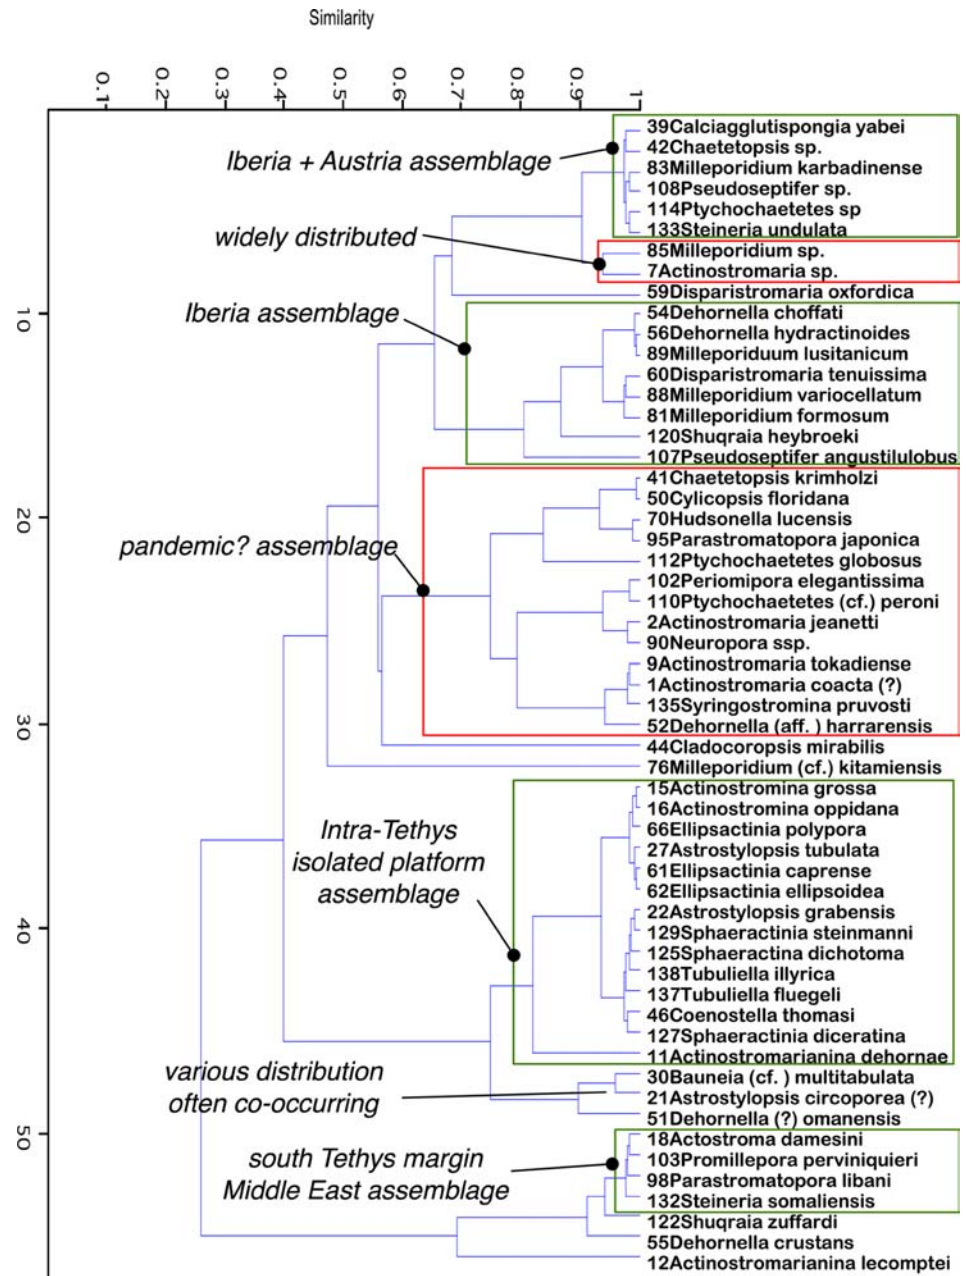 Similarity
0.1
0.2
0.3
0.4
0.5
0.6
0.7
0.8
0.9
1
39Calciagglutispongia yabei
42Chaetetopsis sp.
Iberia + Austria assemblage
83Milleporidium karbadinense
108Pseudoseptifer sp.
114Ptychochaetetes sp
133Steineria undulata
widely distributed
85Milleporidium sp.
7Actinostromaria sp.
59Disparistromaria oxfordica
10
Iberia assemblage
54Dehornella choffati
56Dehornella hydractinoides
89Milleporiduum lusitanicum
60Disparistromaria tenuissima
88Milleporidium variocellatum
81Milleporidium formosum
120Shuqraia heybroeki
107Pseudoseptifer angustilulobus
41Chaetetopsis krimholzi
50Cylicopsis floridana
20
70Hudsonella lucensis
95Parastromatopora japonica
pandemic? assemblage
112Ptychochaetetes globosus
102Periomipora elegantissima
110Ptychochaetetes (cf.) peroni
2Actinostromaria jeanetti
90Neuropora ssp.
9Actinostromaria tokadiense
1Actinostromaria coacta (?)
135Syringostromina pruvosti
52Dehornella (aff. ) harrarensis
30
44Cladocoropsis mirabilis
76Milleporidium (cf.) kitamiensis
15Actinostromina grossa
16Actinostromina oppidana
66Ellipsactinia polypora
27Astrostylopsis tubulata
61Ellipsactinia caprense
62Ellipsactinia ellipsoidea
Intra-Tethys
isolated platform
assemblage
22Astrostylopsis grabensis
129Sphaeractinia steinmanni
40
125Sphaeractina dichotoma
138Tubuliella illyrica
137Tubuliella fluegeli
46Coenostella thomasi
127Sphaeractinia diceratina
11Actinostromarianina dehornae
various distribution
often co-occurring
30Bauneia (cf. ) multitabulata
21Astrostylopsis circoporea (?)
51Dehornella (?) omanensis
50
18Actostroma damesini
103Promillepora perviniquieri
98Parastromatopora libani
132Steineria somaliensis
south Tethys margin
Middle East assemblage
122Shuqraia zuffardi
55Dehornella crustans
12Actinostromarianina lecomptei